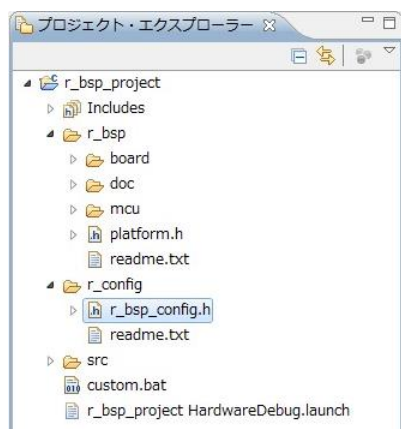 プロジェクト・エクスプローラー
r_bsp_project
Includes
r_bsp
board
doc
mcu
platform.h
readme.txt
r_config
r_bsp_config.h
readme.txt
src
custom.bat
r_bsp_project HardwareDebug.launch